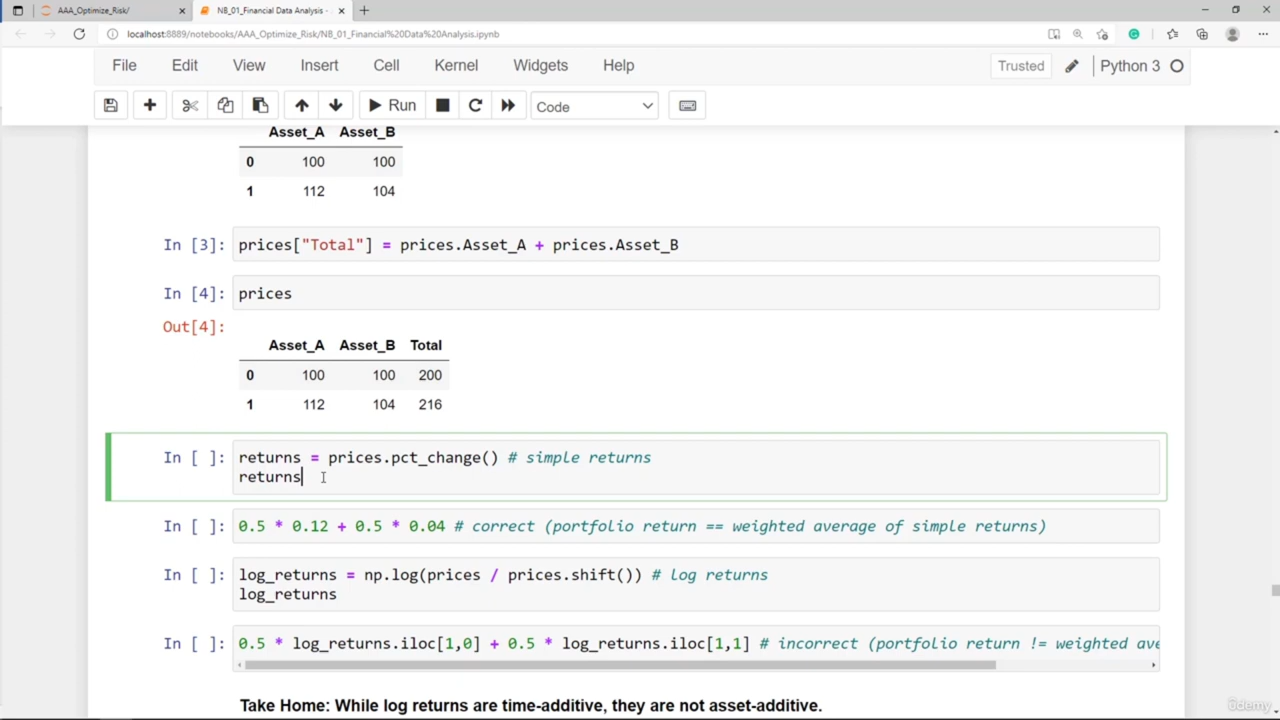 AAA_Optimize_Risk/
NB_01_Financial Data Analysis -
localhost:8889/notebooks/AAA_Optimize_Risk/NB_01_Financial%20Data%20Analysis.ipynb
File Edit View Insert Cell Kernel Widgets Help Trusted Python 3
Run Code
Asset_A Asset_B
0 100 100
1 112 104
In [3]: prices["Total"] = prices.Asset_A + prices.Asset_B
In [4]: prices
Out[4]:
Asset_A Asset_B Total
0 100 100 200
1 112 104 216
In [ ]: returns = prices.pct_change() # simple returns
returns
In [ ]: 0.5 * 0.12 + 0.5 * 0.04 # correct (portfolio return == weighted average of simple returns)
In [ ]: log_returns = np.log(prices / prices.shift()) # log returns
log_returns
In [ ]: 0.5 * log_returns.iloc[1,0] + 0.5 * log_returns.iloc[1,1] # incorrect (portfolio return != weighted ave
Take Home: While log returns are time-additive, they are not asset-additive.
ûdemy